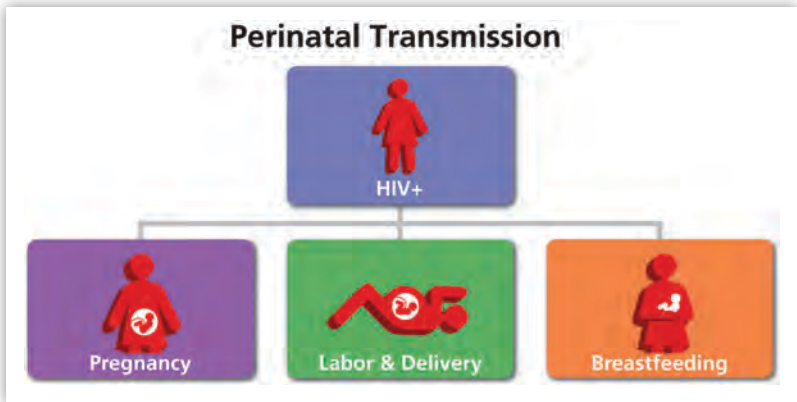 Perinatal Transmission
HIV+
Pregnancy
Labor & Delivery
Breastfeeding